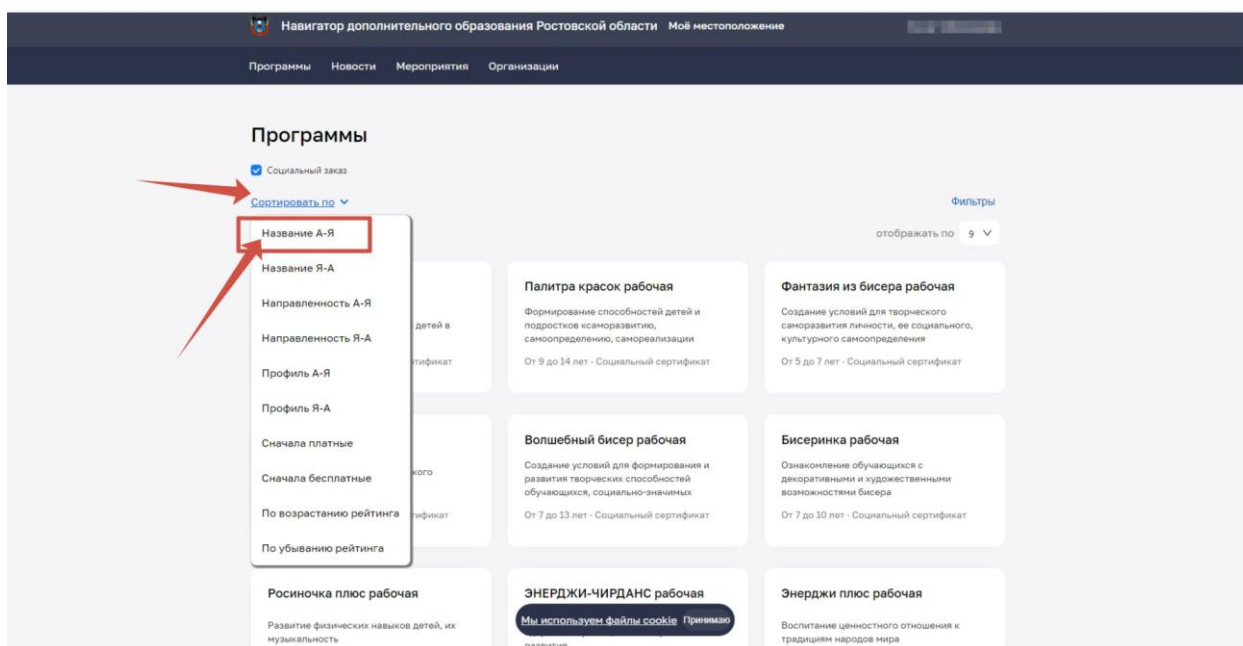 Навигатор дополнительного образования Ростовской области Моё местоположение
Программы Новости Мероприятия Организации
Программы
Социальный заказ
Сортировать по
Фильтры
отображать по 9
Название А-Я
Название Я-А
Направленность А-Я
Направленность Я-А
Профиль А-Я
Профиль Я-А
Сначала платные
Сначала бесплатные
По возрастанию рейтинга
По убыванию рейтинга
детей в
Палитра красок рабочая
Формирование способностей детей и
подростков ксаморазвитию,
самоопределению, самореализации
От 9 до 14 лет - Социальный сертификат
Фантазия из бисера рабочая
Создание условий для творческого
саморазвития личности, ее социального,
культурного самоопределения
От 5 до 7 лет - Социальный сертификат
Волшебный бисер рабочая
Создание условий для формирования и
развития творческих способностей
обучающихся, социально-значимых
От 7 до 13 лет - Социальный сертификат
Бисеринка рабочая
Ознакомление обучающихся с
декоративными и художественными
возможностями бисера
От 7 до 10 лет - Социальный сертификат
Росиночка плюс рабочая
Развитие физических навыков детей, их
музыкальность
ЭНЕРДЖИ-ЧИРДАНС рабочая
Мы используем файлы cookie Принимаю
Энерджи плюс рабочая
Воспитание ценностного отношения к
традициям народов мира